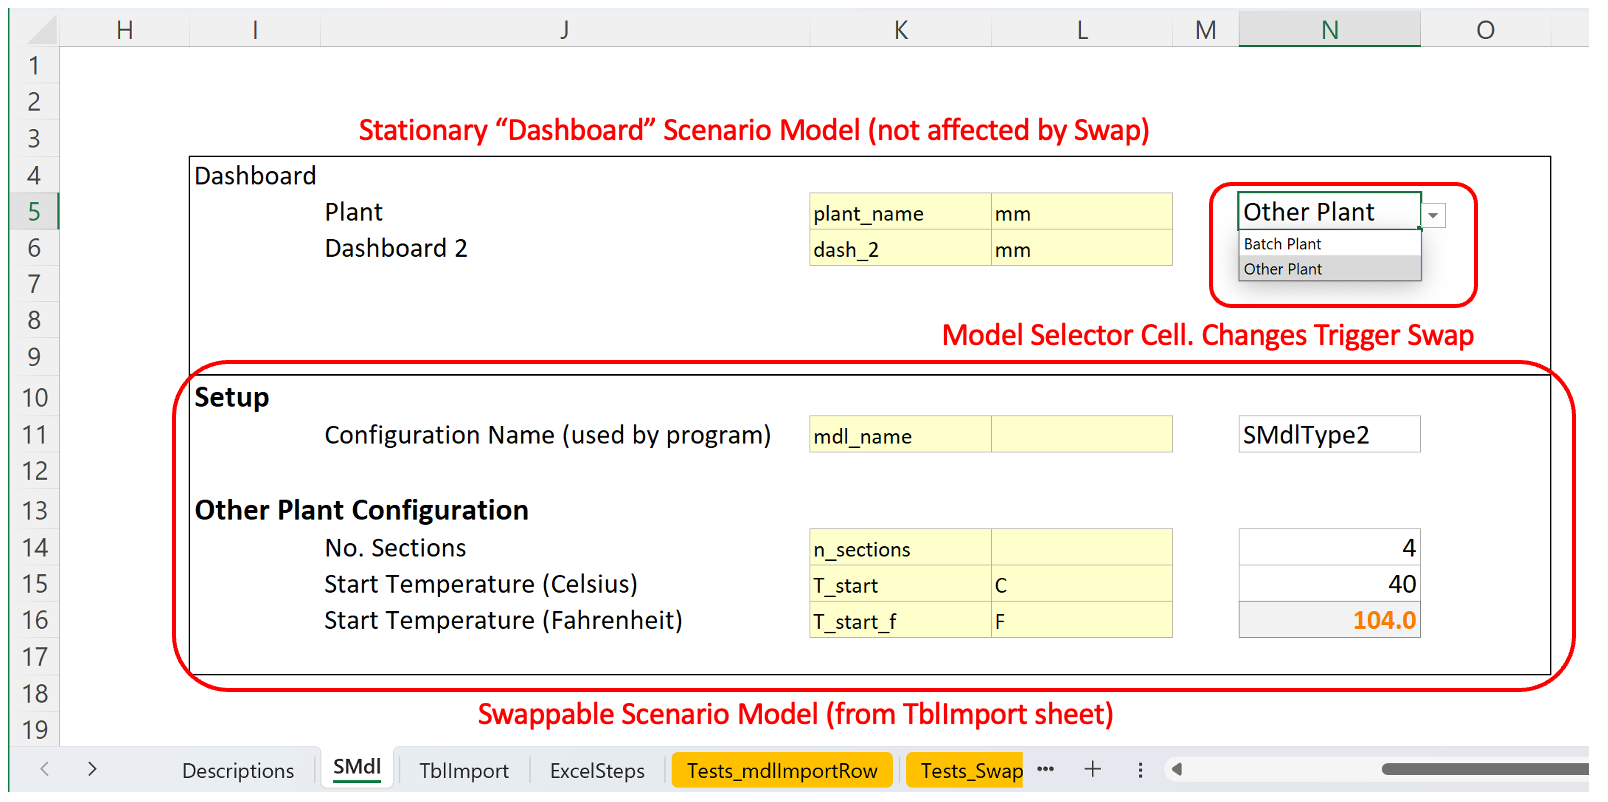 H I J K L M N O
1
2
Stationary “Dashboard” Scenario Model (not affected by Swap)
3
4 Dashboard
5 Plant plant_name mm Other Plant
6 Dashboard 2 dash_2 mm Batch Plant
Other Plant
7
8
Model Selector Cell. Changes Trigger Swap
9
10 Setup
11 Configuration Name (used by program) mdl_name SMdlType2
12
13 Other Plant Configuration
14 No. Sections n_sections 4
15 Start Temperature (Celsius) T_start C 40
16 Start Temperature (Fahrenheit) T_start_f F 104.0
17
18
Swappable Scenario Model (from TblImport sheet)
19
Descriptions SMdl TblImport ExcelSteps Tests_mdlImportRow Tests_Swap